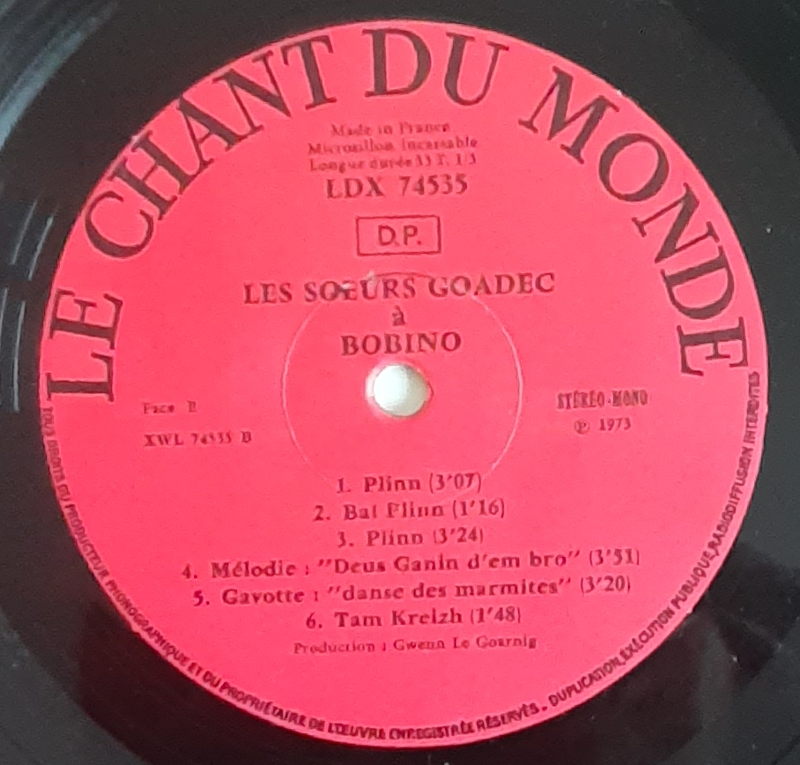 LE CHANT DU MONDE
Made in France
Microsillon incassable
Longue durée 33 T. 1/3
LDX 74535
D.P.
LES SOEURS GOADEC
à
BOBINO
Face B
XWL 74535 B
STÉRÉO-MONO
℗ 1973
1. Plinn (3'07)
2. Bal Plinn (1'16)
3. Plinn (3'24)
4. Mélodie : "Deus Ganin d'em bro" (3'51)
5. Gavotte : "danse des marmites" (3'20)
6. Tam Kreizh (1'48)
Production : Gwenn Le Goarnig
TOUS DROITS DU PRODUCTEUR PHONOGRAPHIQUE ET DU PROPRIÉTAIRE DE L'ŒUVRE ENREGISTRÉE RÉSERVÉS. DUPLICATION, EXÉCUTION PUBLIQUE, RADIODIFFUSION INTERDITES